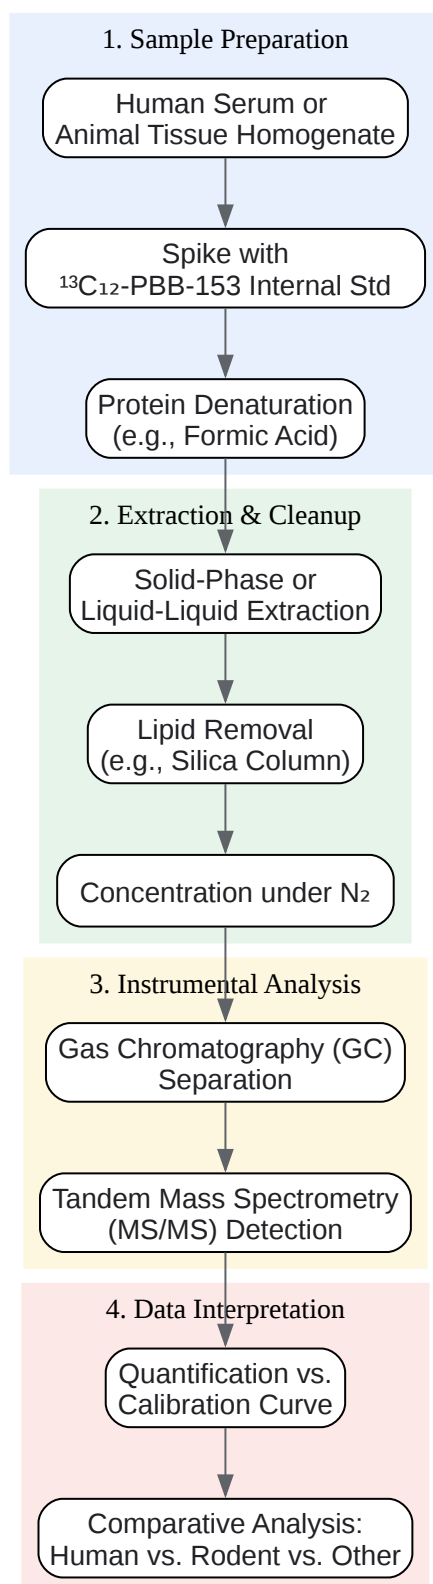 1. Sample Preparation
Human Serum or
Animal Tissue Homogenate
Spike with
¹³C₁₂-PBB-153 Internal Std
Protein Denaturation
(e.g., Formic Acid)
2. Extraction & Cleanup
Solid-Phase or
Liquid-Liquid Extraction
Lipid Removal
(e.g., Silica Column)
Concentration under N₂
3. Instrumental Analysis
Gas Chromatography (GC)
Separation
Tandem Mass Spectrometry
(MS/MS) Detection
4. Data Interpretation
Quantification vs.
Calibration Curve
Comparative Analysis:
Human vs. Rodent vs. Other